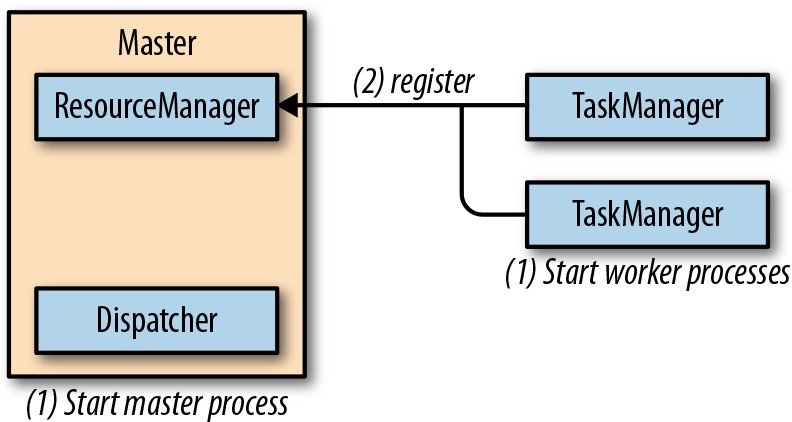 Master
ResourceManager
(2) register
TaskManager
TaskManager
(1) Start worker processes
Dispatcher
(1) Start master process